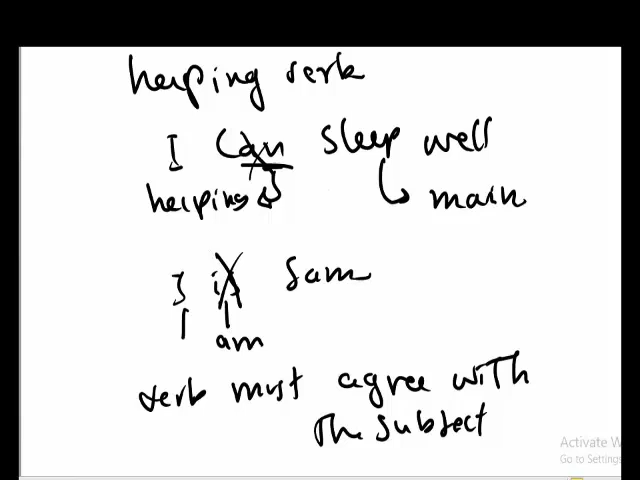 helping verb
I can sleep well
helping main
I is Sam
am
verb must agree with
the subject
Activate W
Go to Settings